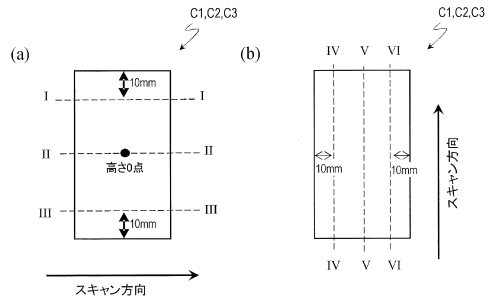 C1,C2,C3
(a)
10mm
I I
II II
高さ0点
III III
10mm
スキャン方向
C1,C2,C3
(b)
IV V VI
10mm 10mm
スキャン方向
IV V VI